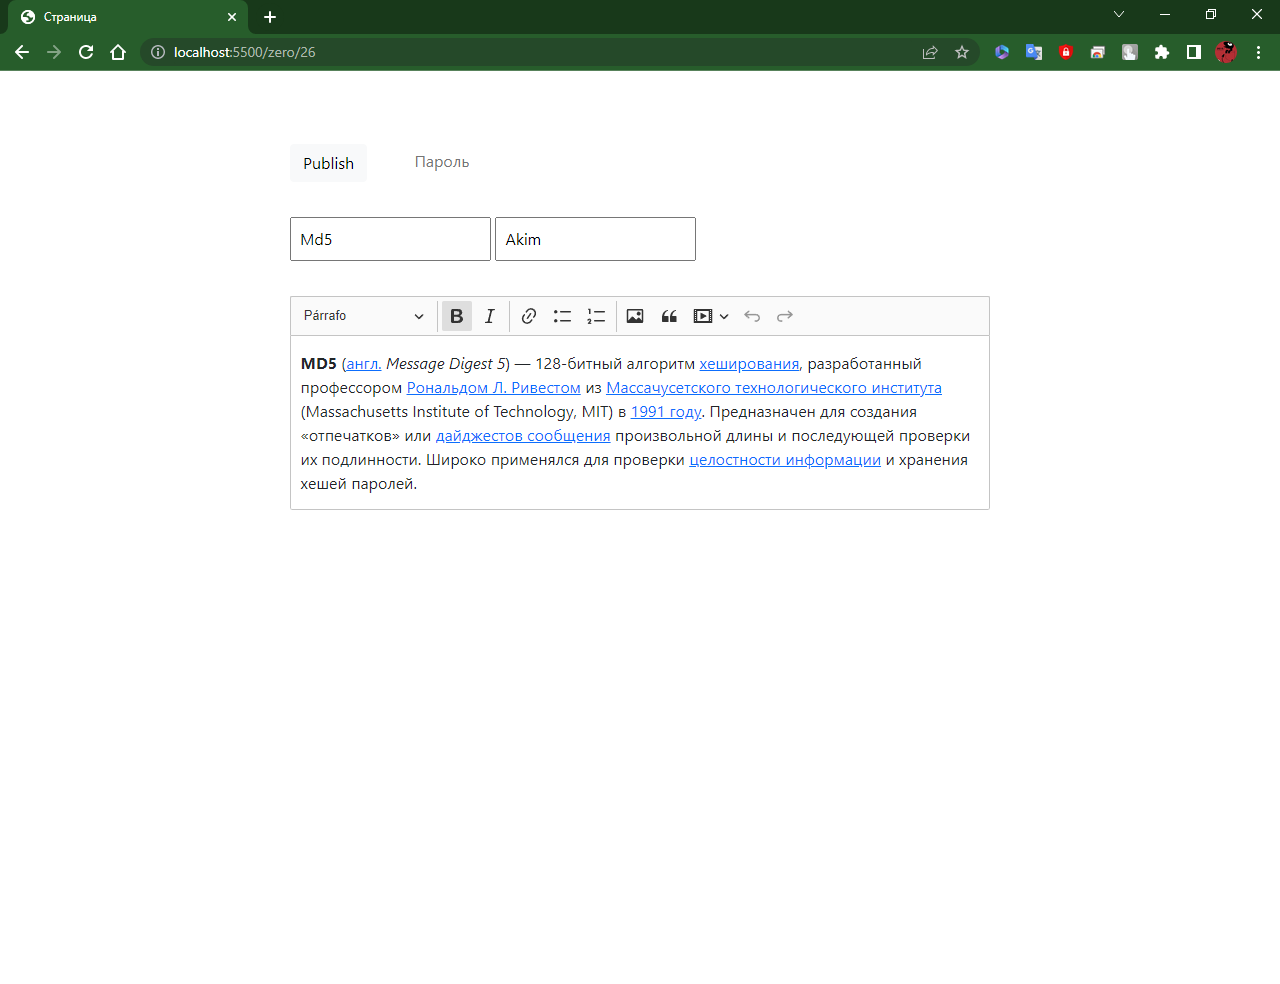 Страница
localhost:5500/zero/26
Publish
Пароль
Md5
Akim
Párrafo
MD5 (англ. Message Digest 5) — 128-битный алгоритм хеширования, разработанный
профессором Рональдом Л. Ривестом из Массачусетского технологического института
(Massachusetts Institute of Technology, MIT) в 1991 году. Предназначен для создания
«отпечатков» или дайджестов сообщения произвольной длины и последующей проверки
их подлинности. Широко применялся для проверки целостности информации и хранения
хешей паролей.